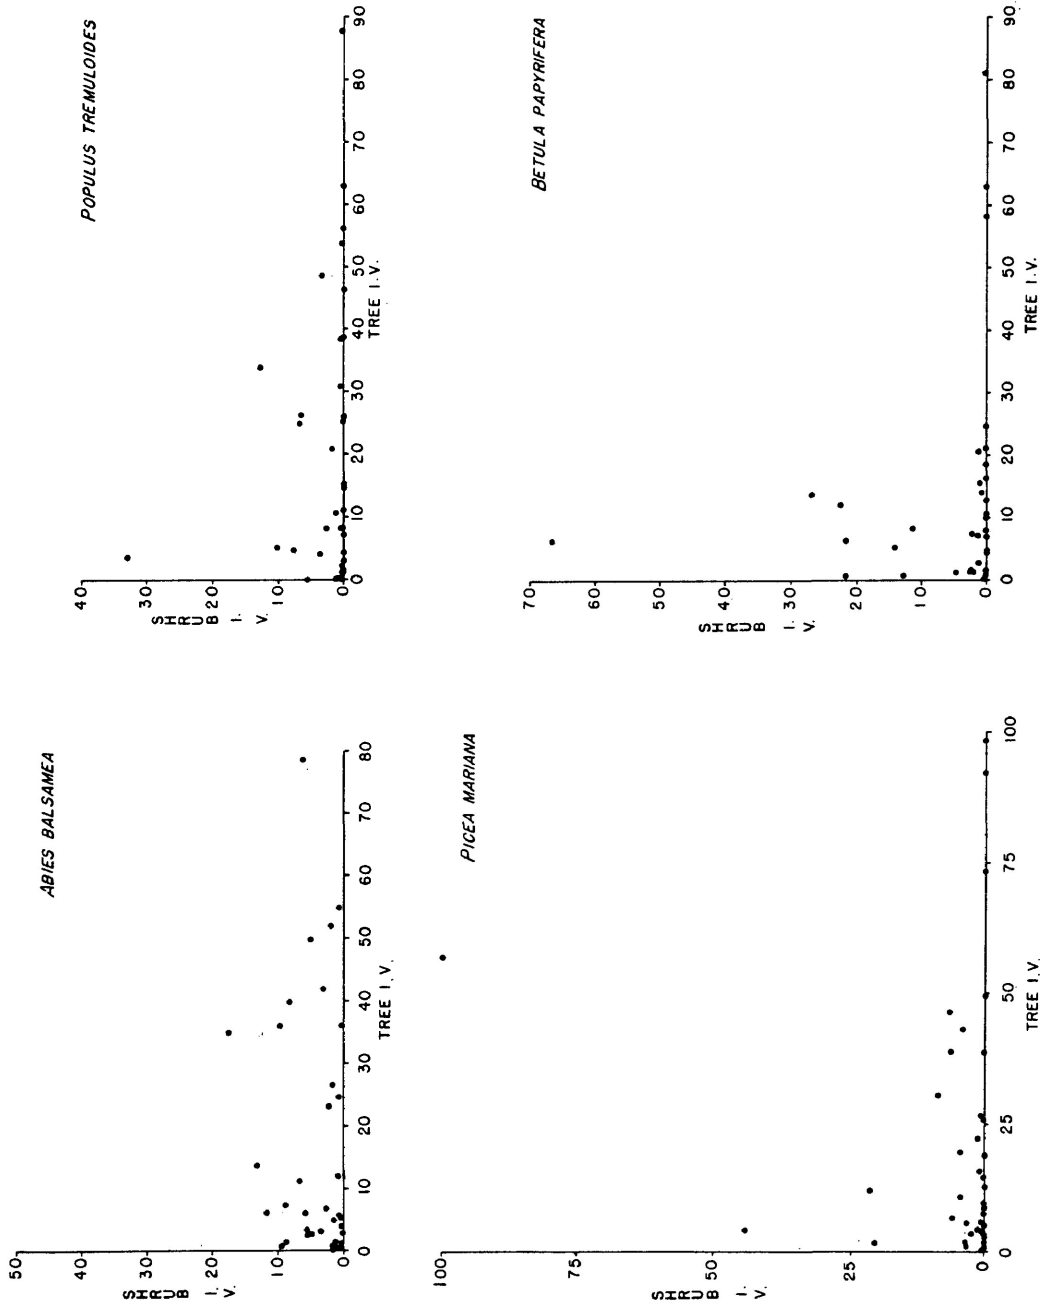 ABIES BALSAMEA
50
40
30
20
10
0
SHRUB I. V.
0 10 20 30 40 50 60 70 80
TREE I.V.
POPULUS TREMULOIDES
40
30
20
10
0
SHRUB I. V.
0 10 20 30 40 50 60 70 80 90
TREE I.V.
PICEA MARIANA
100
75
50
25
0
SHRUB I. V.
0 25 50 75 100
TREE I.V.
BETULA PAPYRIFERA
70
60
50
40
30
20
10
0
SHRUB I. V.
0 10 20 30 40 50 60 70 80 90
TREE I.V.